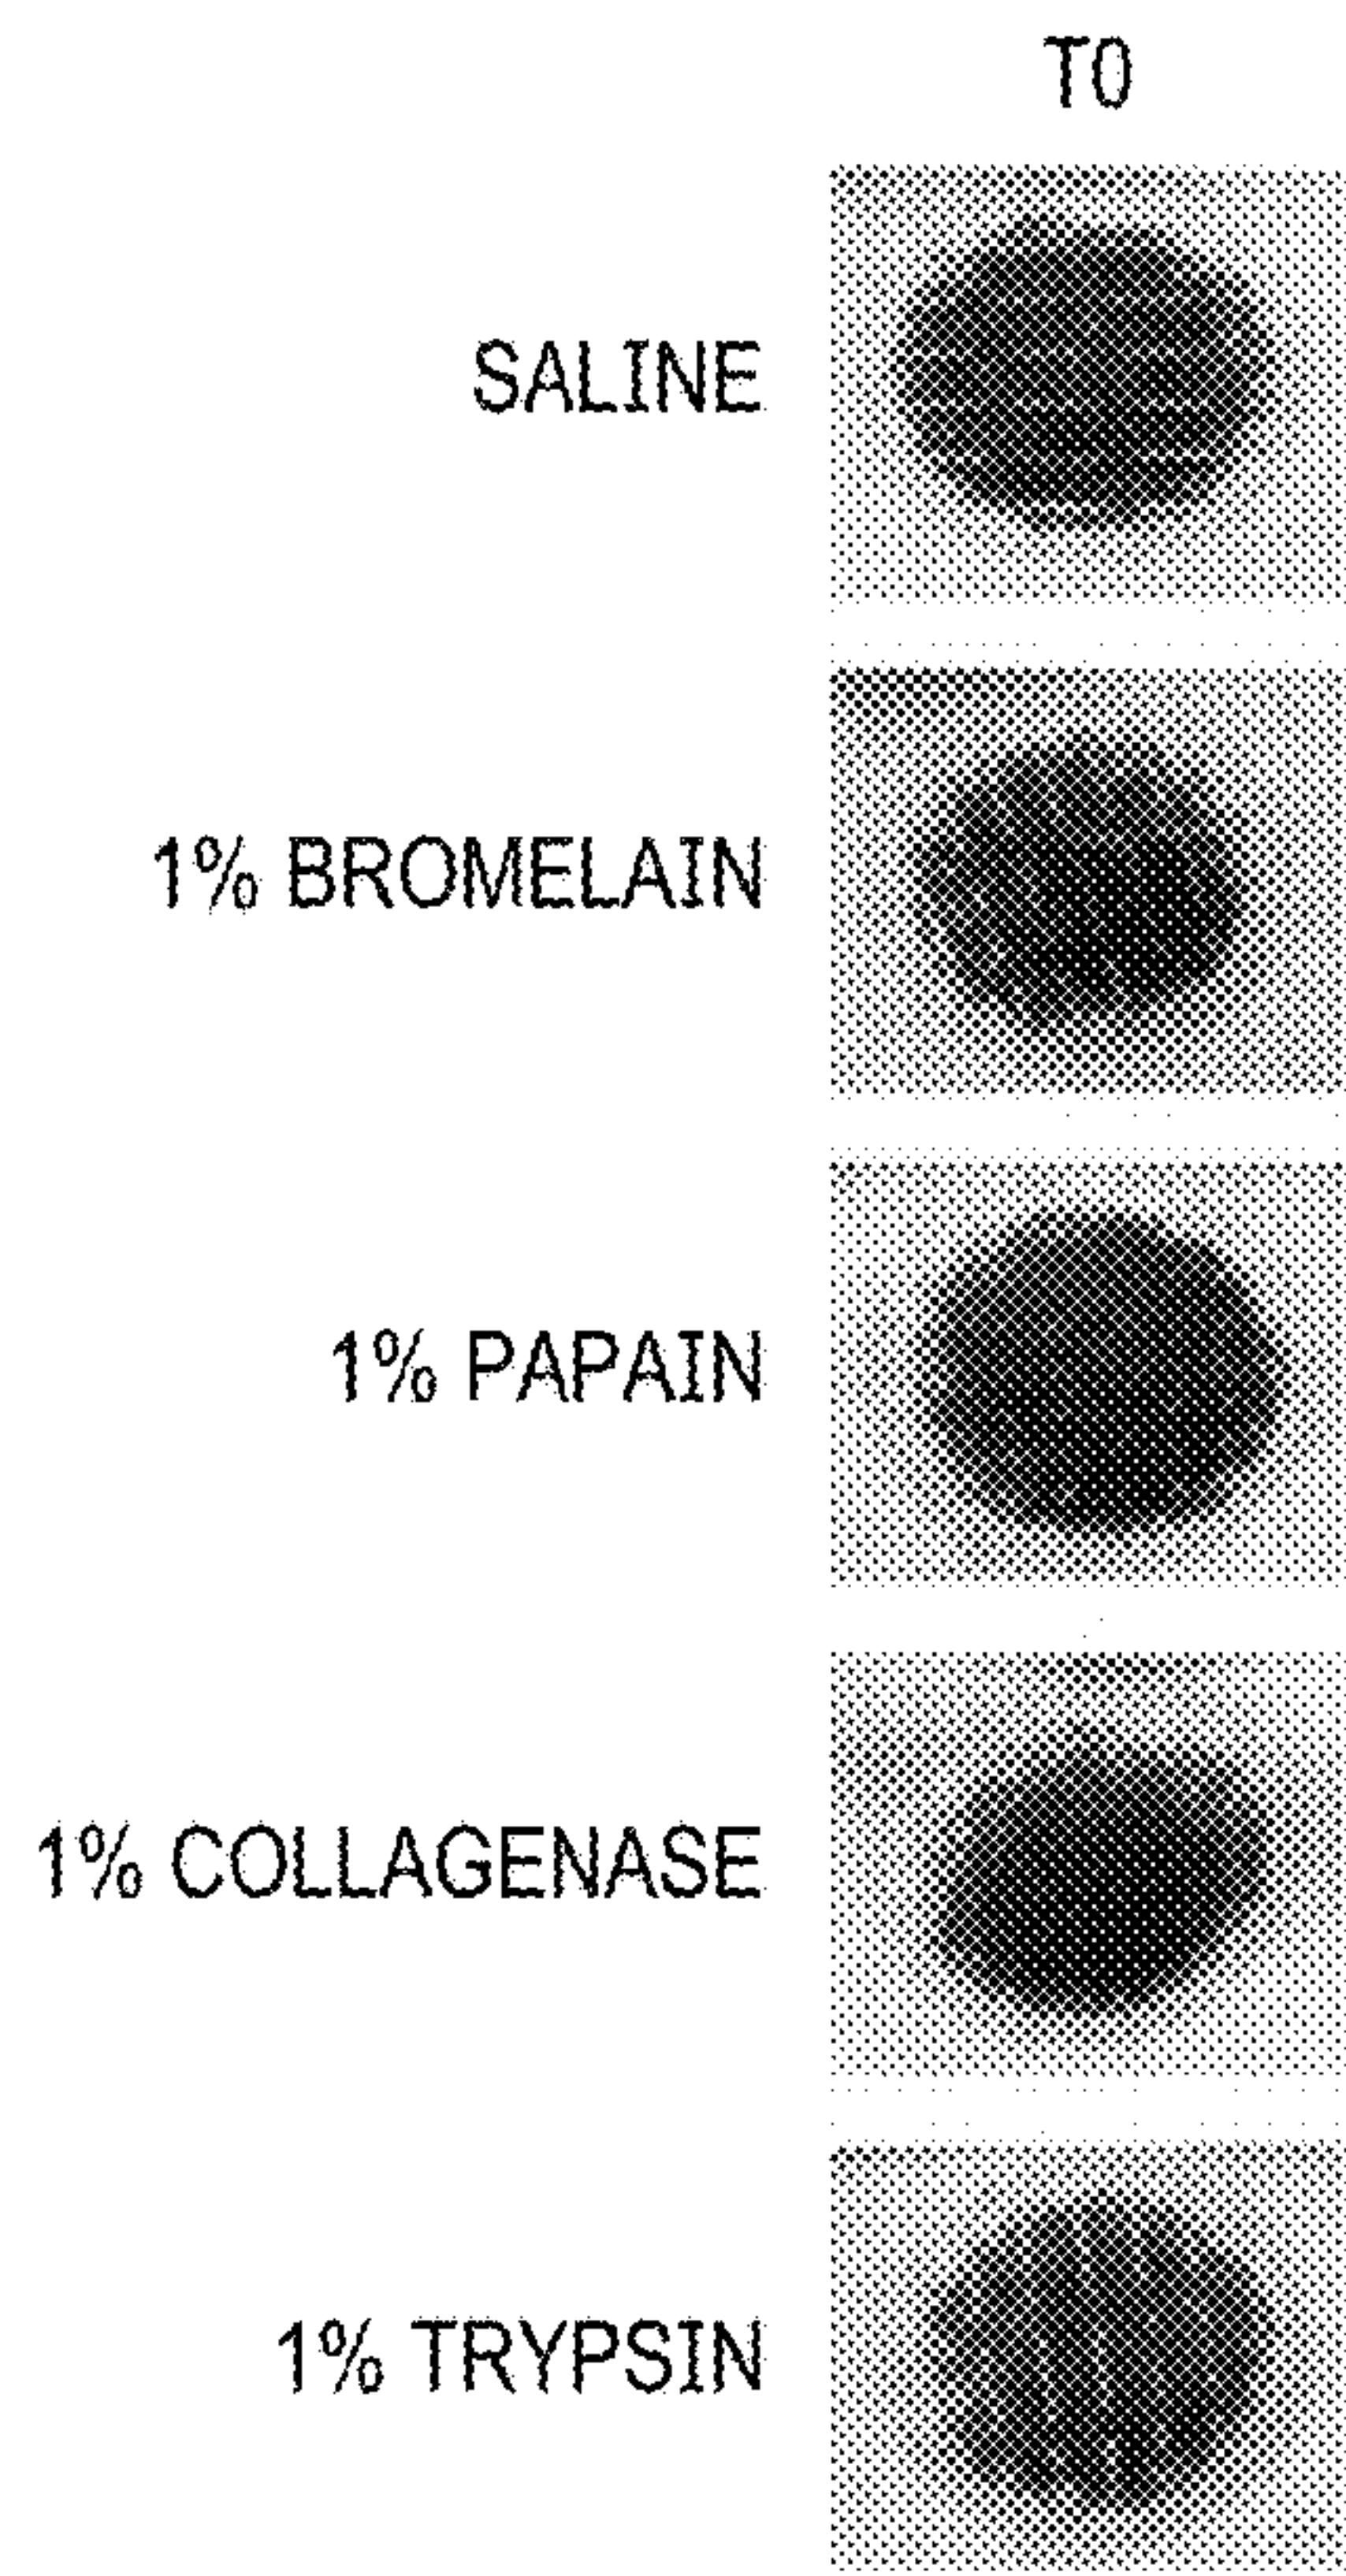 T0
SALINE
1% BROMELAIN
1% PAPAIN
1% COLLAGENASE
1% TRYPSIN